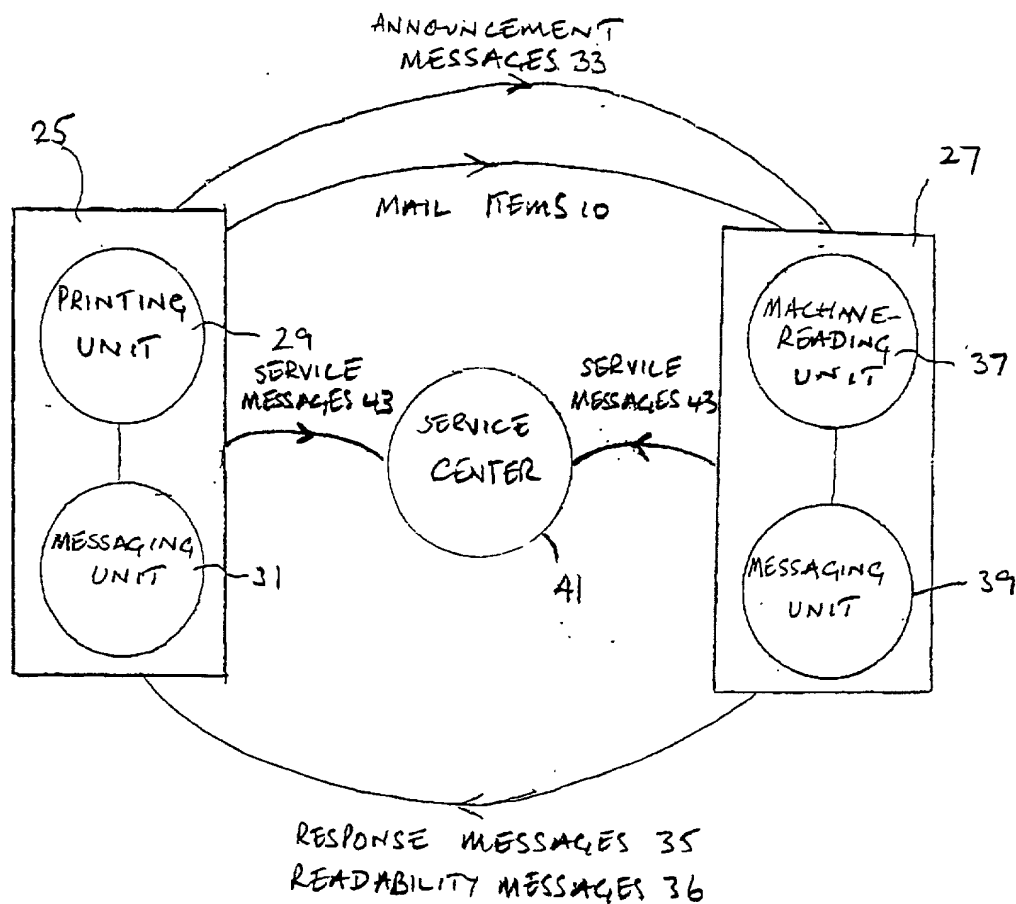 ANNOUNCEMENT
MESSAGES 33
25
27
MAIL ITEMS 10
PRINTING
UNIT
29
MACHINE-
READING
UNIT
37
SERVICE
MESSAGES 43
SERVICE
MESSAGES 43
SERVICE
CENTER
41
MESSAGING
UNIT
31
MESSAGING
UNIT
39
RESPONSE MESSAGES 35
READABILITY MESSAGES 36